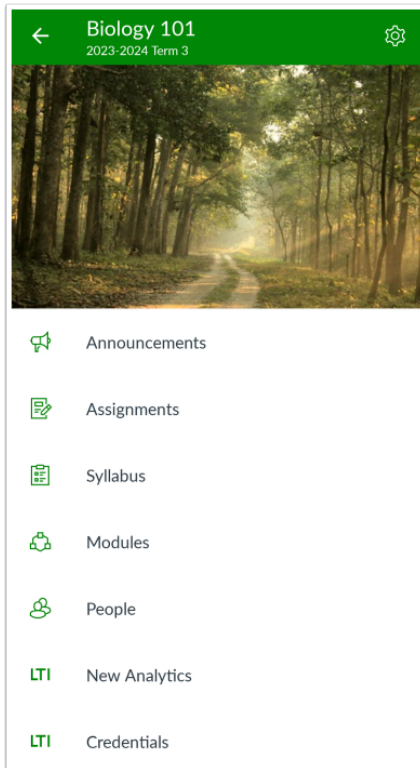 Biology 101
2023-2024 Term 3
Announcements
Assignments
Syllabus
Modules
People
LTI New Analytics
LTI Credentials